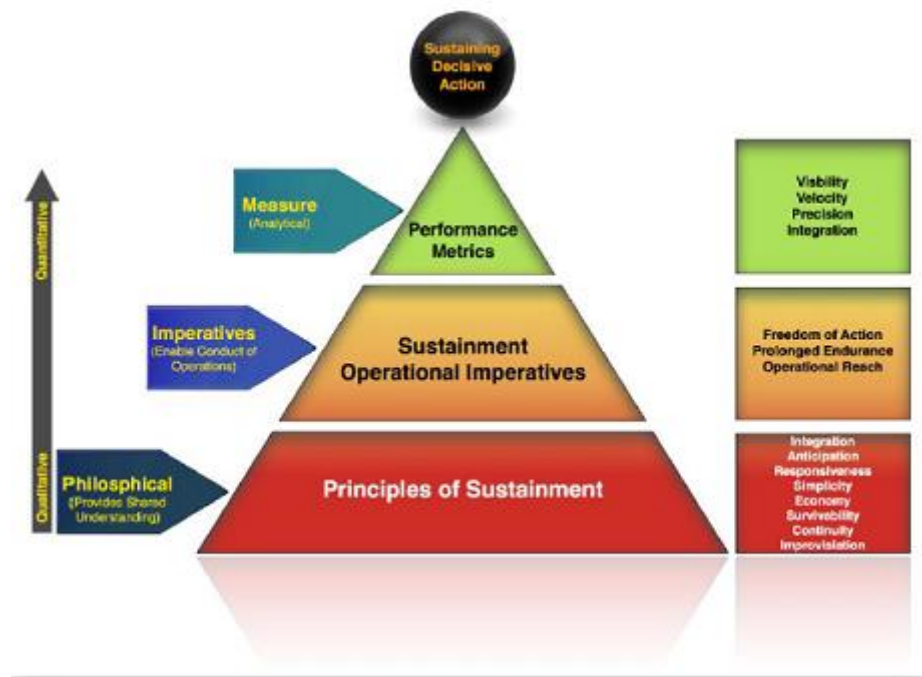 Sustaining
Decisive
Action
Quantitative
Measure
(Analytical)
Performance
Metrics
Visbility
Velocity
Precision
Integration
Imperatives
(Enable Conduct of
Operations)
Sustainment
Operational Imperatives
Freedom of Action
Prolonged Endurance
Operational Reach
Qualitative
Philosphical
(Provides Shared
Understanding)
Principles of Sustainment
Integration
Anticipation
Responsiveness
Simplicity
Economy
Survivability
Continuity
Improvisiation